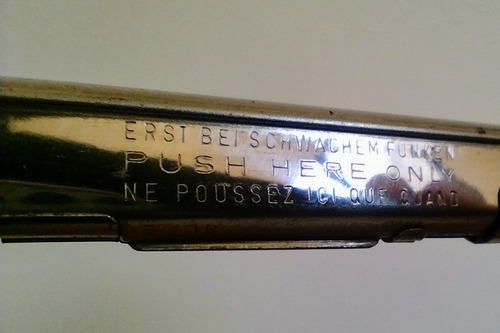 ERST BEI SCHWACHEM FUNKEN
PUSH HERE ONLY
NE POUSSEZ ICI QUE QUAND